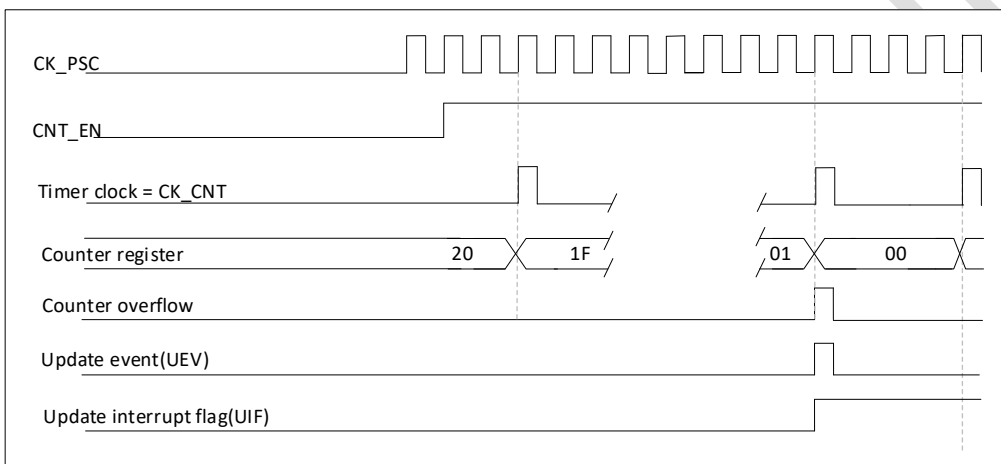 CK_PSC
CNT_EN
Timer clock = CK_CNT
Counter register 20 1F 01 00
Counter overflow
Update event(UEV)
Update interrupt flag(UIF)